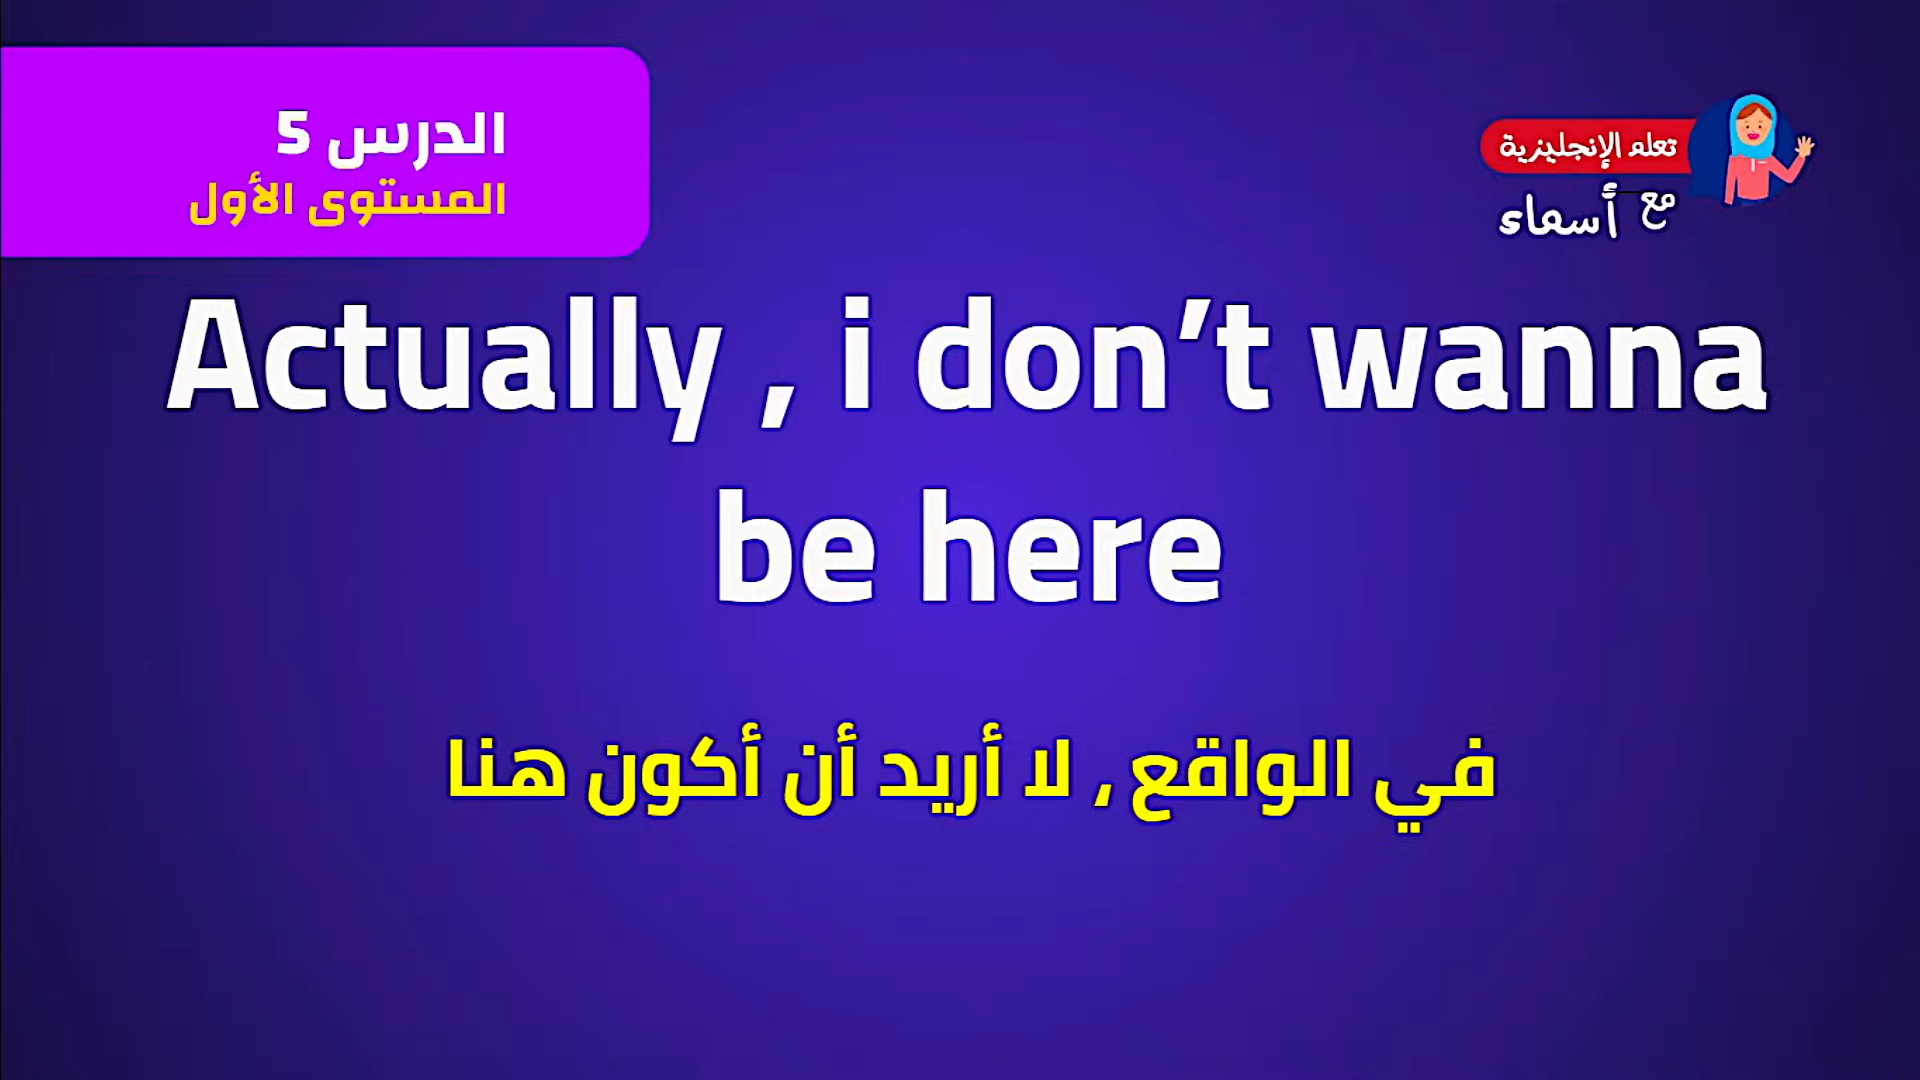 الدرس 5
المستوى الأول
تعلم الإنجليزية
مع أسماء
Actually , i don’t wanna
be here
في الواقع ، لا أريد أن أكون هنا